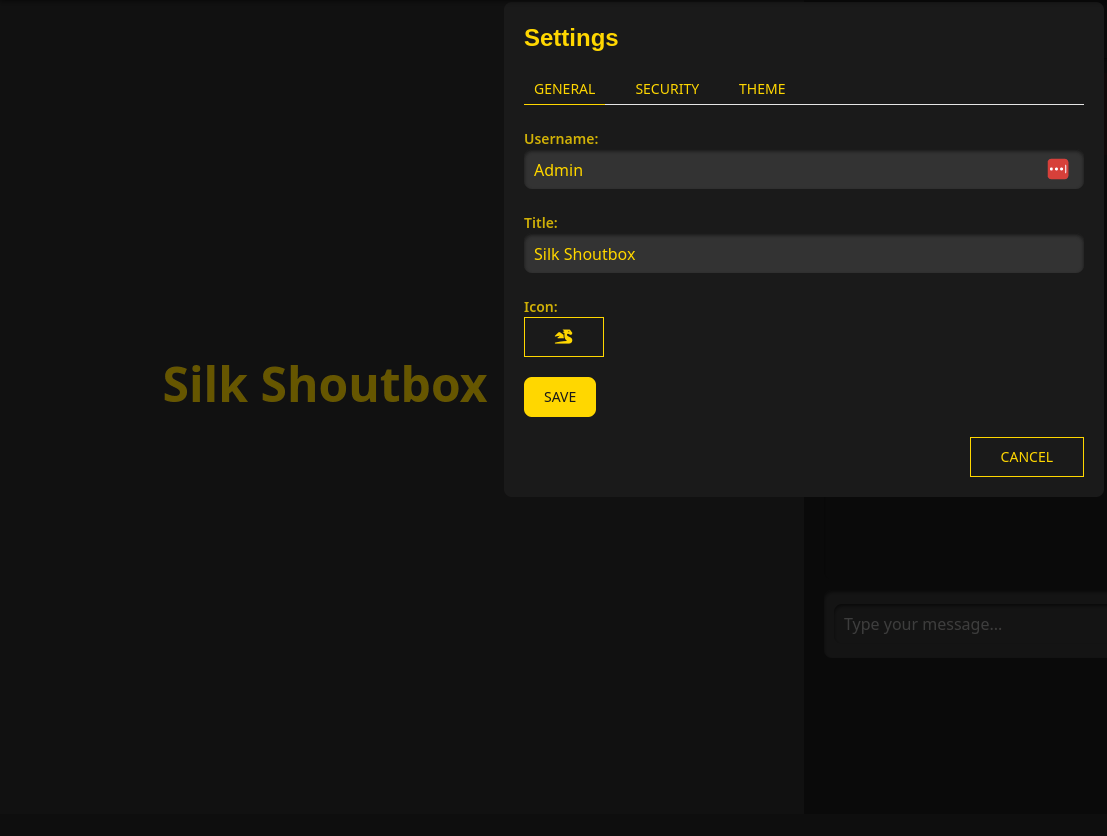 Settings
GENERAL SECURITY THEME
Username:
Admin
Title:
Silk Shoutbox
Icon:
SAVE
CANCEL
Silk Shoutbox
Type your message...